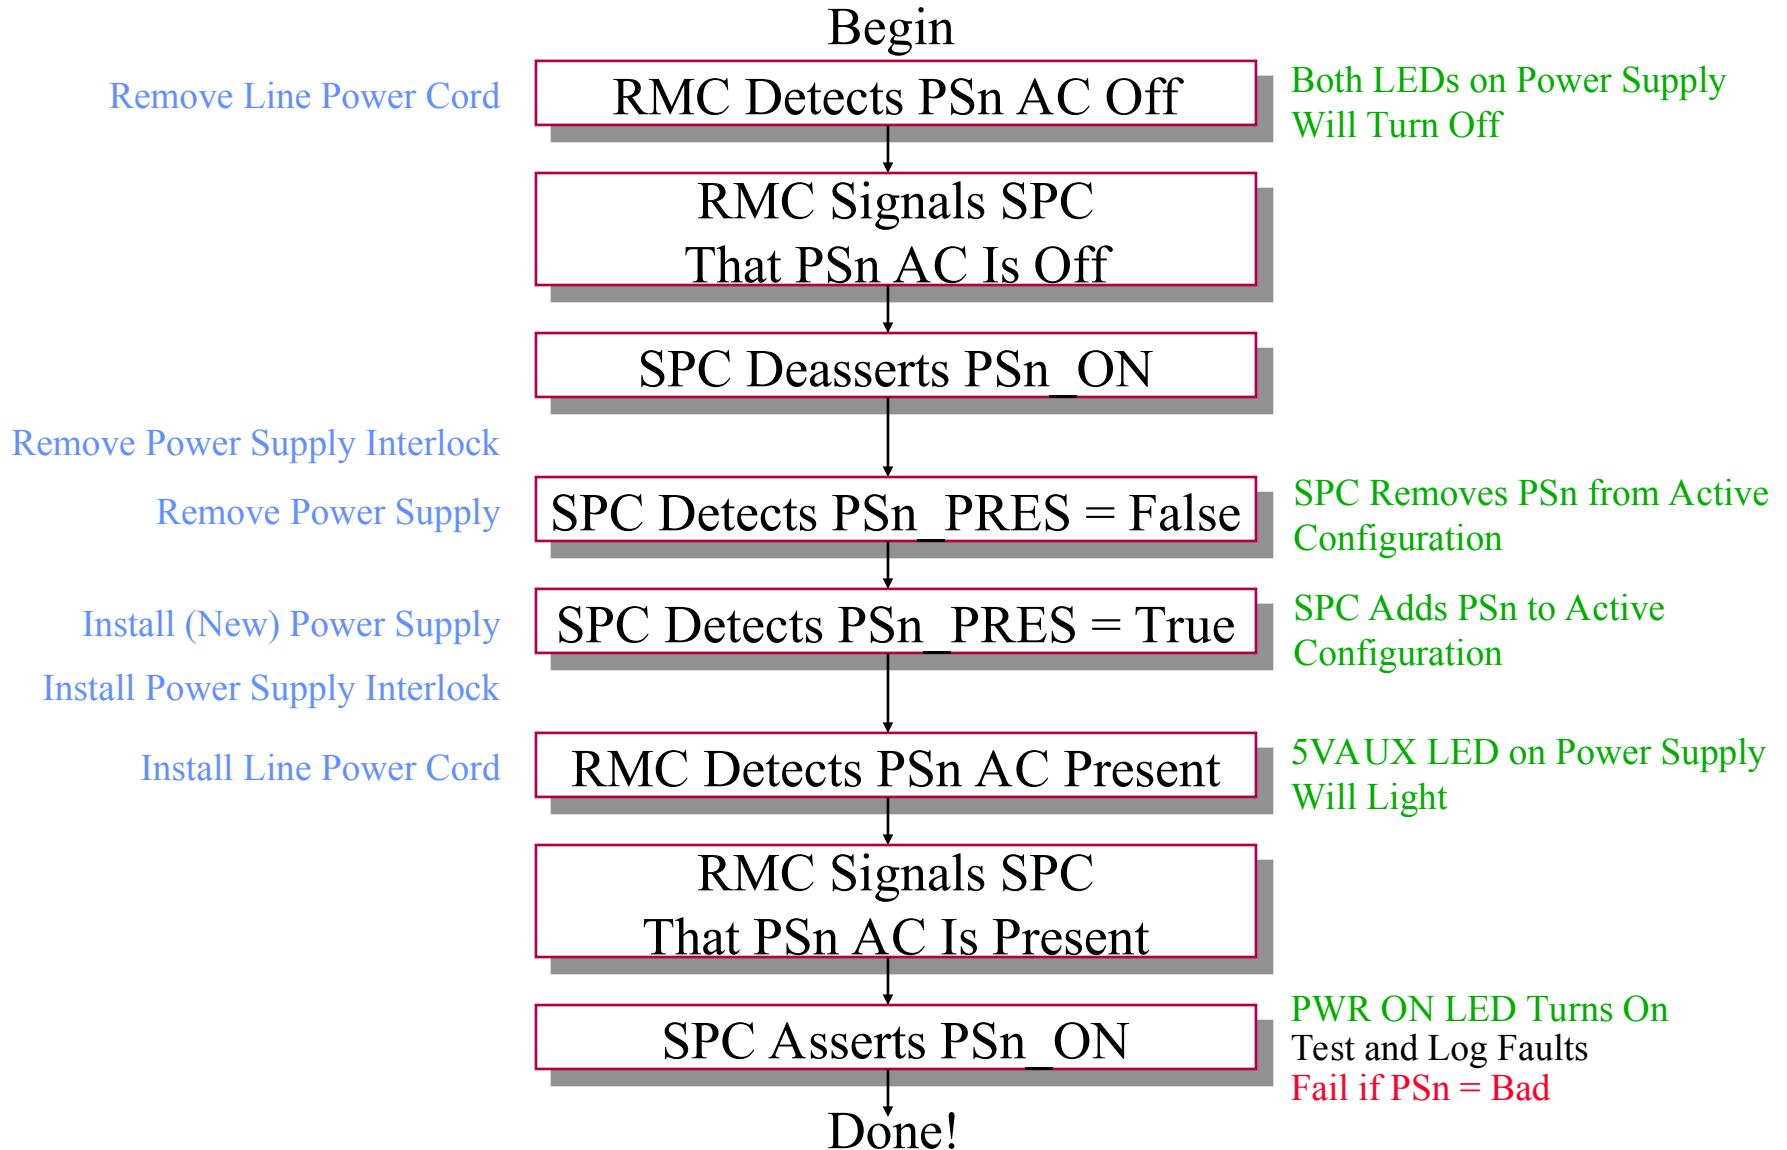 Begin
Remove Line Power Cord
RMC Detects PSn AC Off
Both LEDs on Power Supply
Will Turn Off
RMC Signals SPC
That PSn AC Is Off
SPC Deasserts PSn_ON
Remove Power Supply Interlock
Remove Power Supply
SPC Detects PSn_PRES = False
SPC Removes PSn from Active
Configuration
Install (New) Power Supply
SPC Detects PSn_PRES = True
SPC Adds PSn to Active
Configuration
Install Power Supply Interlock
Install Line Power Cord
RMC Detects PSn AC Present
5VAUX LED on Power Supply
Will Light
RMC Signals SPC
That PSn AC Is Present
SPC Asserts PSn_ON
PWR ON LED Turns On
Test and Log Faults
Fail if PSn = Bad
Done!